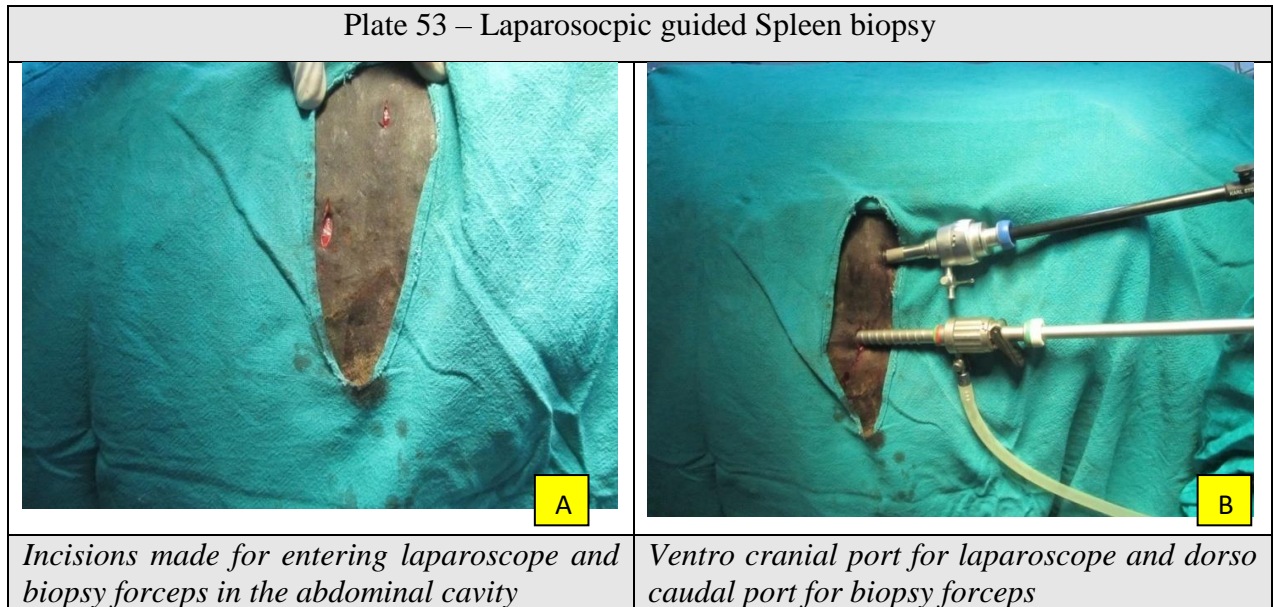 Plate 53 – Laparosocpic guided Spleen biopsy
A
B
Incisions made for entering laparoscope and
biopsy forceps in the abdominal cavity
Ventro cranial port for laparoscope and dorso
caudal port for biopsy forceps